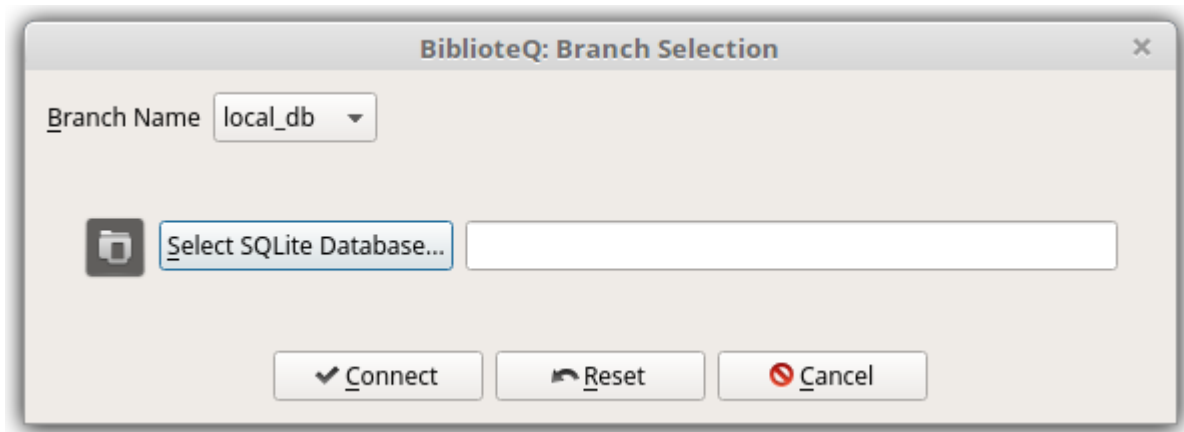 BiblioteQ: Branch Selection
Branch Name local_db
Select SQLite Database...
Connect Reset Cancel